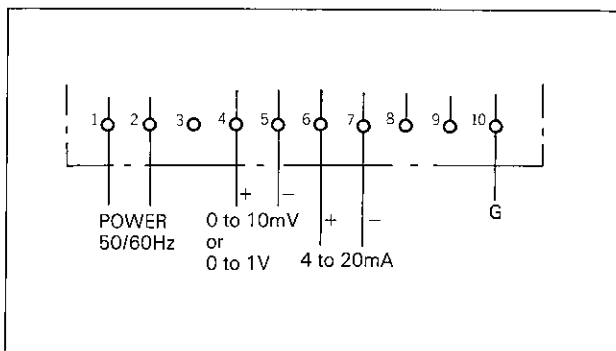 1 2 3 4 5 6 7 8 9 10
+ −
POWER 0 to 10mV
50/60Hz or
0 to 1V
+ −
4 to 20mA
G